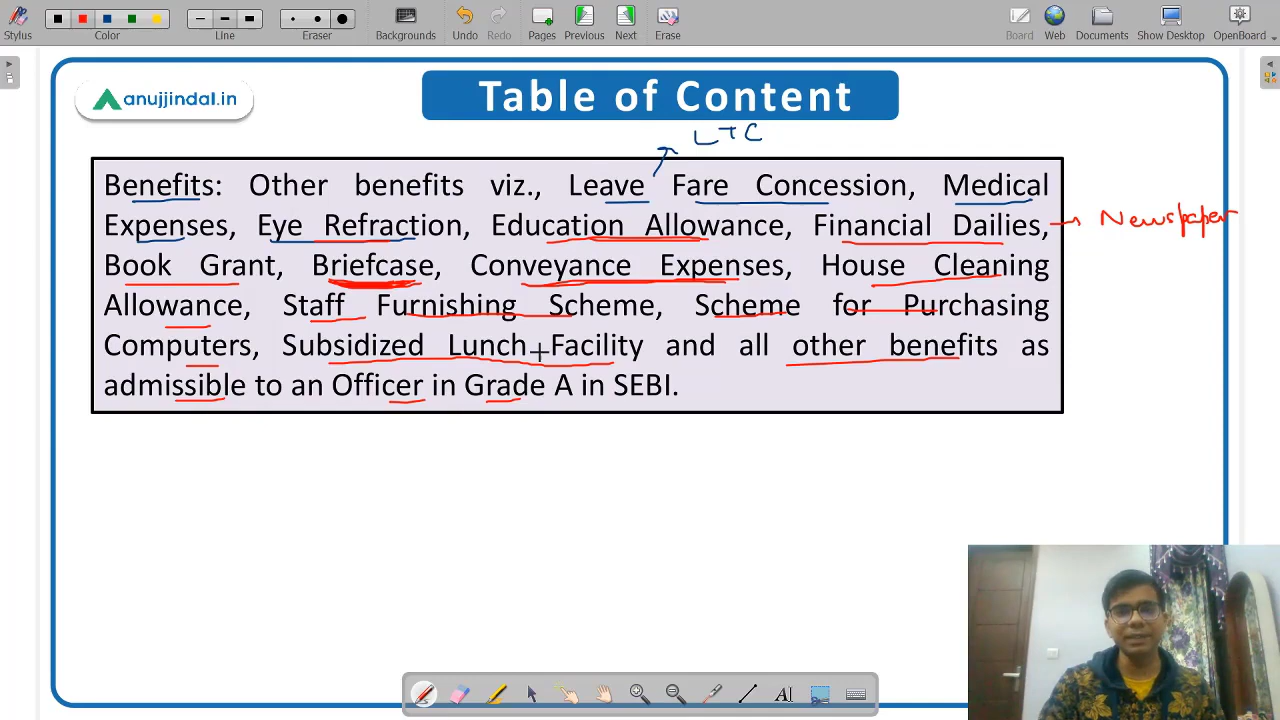 Stylus Color Line Eraser Backgrounds Undo Redo Pages Previous Next Erase Board Web Documents Show Desktop OpenBoard
anujjindal.in
Table of Content
LTC
Benefits: Other benefits viz., Leave Fare Concession, Medical
Expenses, Eye Refraction, Education Allowance, Financial Dailies,
Newspaper
Book Grant, Briefcase, Conveyance Expenses, House Cleaning
Allowance, Staff Furnishing Scheme, Scheme for Purchasing
Computers, Subsidized Lunch Facility and all other benefits as
admissible to an Officer in Grade A in SEBI.